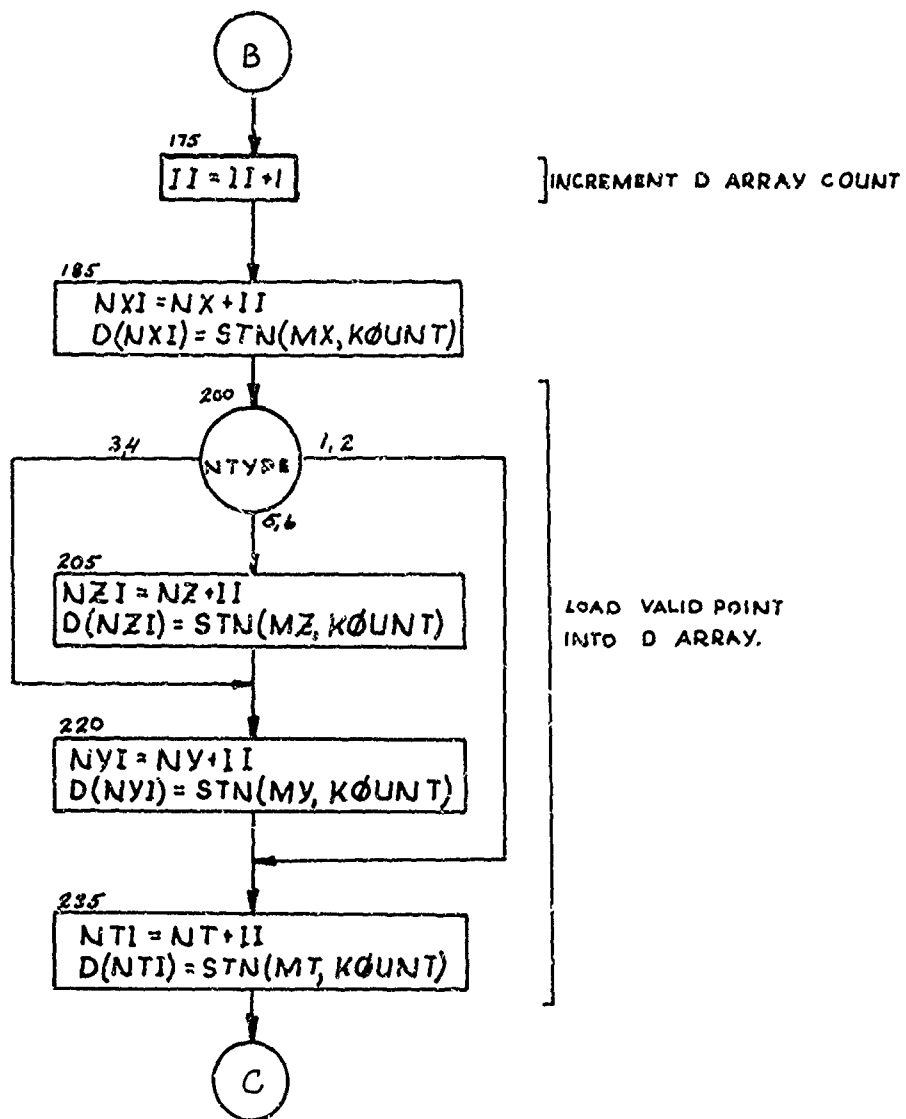 B
175
II = II + I
]INCREMENT D ARRAY COUNT
185
NXI = NX + II
D(NXI) = STN(MX, KØUNT)
200
3,4
1, 2
NTYPE
5,6
205
NZI = NZ + II
D(NZI) = STN(MZ, KØUNT)
LOAD VALID POINT
INTO D ARRAY.
220
NYI = NY + II
D(NYI) = STN(MY, KØUNT)
235
NTI = NT + II
D(NTI) = STN(MT, KØUNT)
C